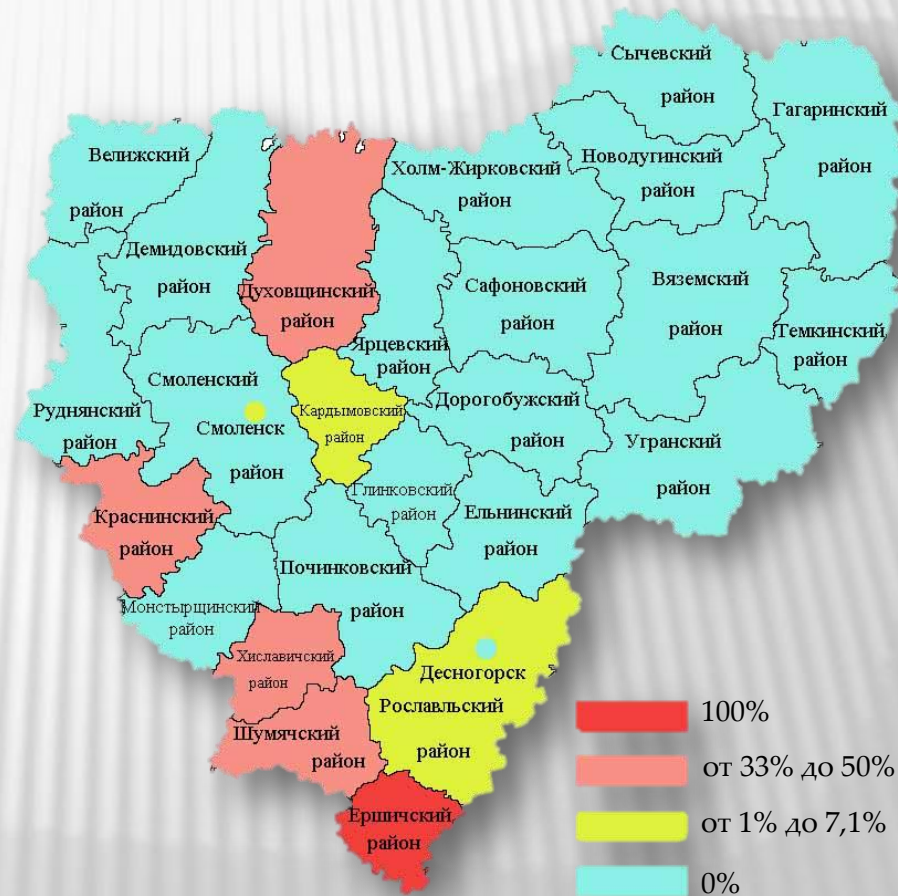 Сычевский
район
Гагаринский
район
Велижский
район
Холм-Жирковский
район
Новодугинский
район
Демидовский
район
Духовщинский
район
Сафоновский
район
Вяземский
район
Темкинский
район
Ярцевский
район
Смоленский
Смоленск
район
Руднянский
район
Кардымовский
район
Дорогобужский
район
Угранский
район
Глинковский
район
Ельнинский
район
Краснинский
район
Починковский
район
Монстырщинский
район
Хиславичский
район
Десногорск
Рославльский
район
Шумячский
район
Ершичский
район
100%
от 33% до 50%
от 1% до 7,1%
0%